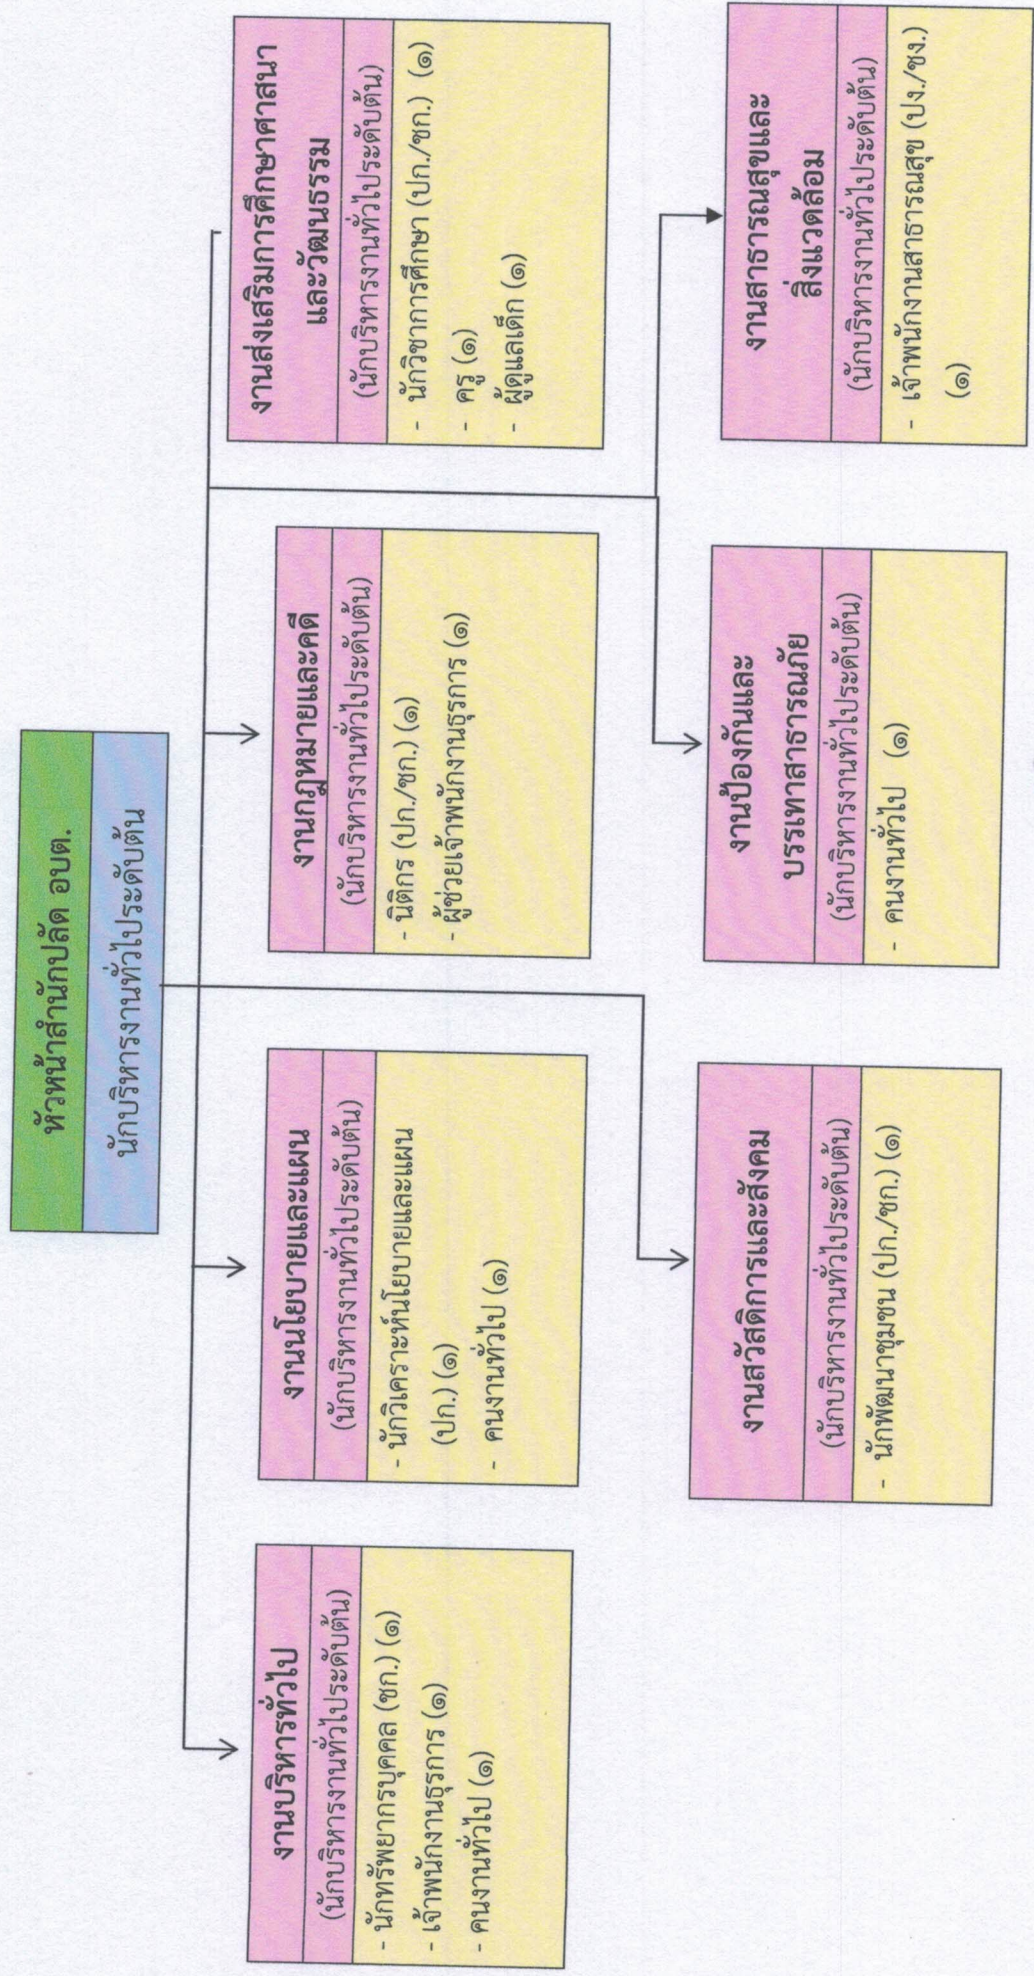 หัวหน้าสำนักปลัด อบต.
นักบริหารงานทั่วไประดับต้น
งานบริหารทั่วไป
(นักบริหารงานทั่วไประดับต้น)
- นักทรัพยากรบุคคล (ชก.) (๑)
- เจ้าพนักงานธุรการ (๑)
- คนงานทั่วไป (๑)
งานนโยบายและแผน
(นักบริหารงานทั่วไประดับต้น)
- นักวิเคราะห์นโยบายและแผน
(ปก.) (๑)
- คนงานทั่วไป (๑)
งานกฎหมายและคดี
(นักบริหารงานทั่วไประดับต้น)
- นิติกร (ปก./ชก.) (๑)
- ผู้ช่วยเจ้าพนักงานธุรการ (๑)
งานส่งเสริมการศึกษาศาสนา
และวัฒนธรรม
(นักบริหารงานทั่วไประดับต้น)
- นักวิชาการศึกษา (ปก./ชก.) (๑)
- ครู (๑)
- ผู้ดูแลเด็ก (๑)
งานสวัสดิการและสังคม
(นักบริหารงานทั่วไประดับต้น)
- นักพัฒนาชุมชน (ปก./ชก.) (๑)
งานป้องกันและ
บรรเทาสาธารณภัย
(นักบริหารงานทั่วไประดับต้น)
- คนงานทั่วไป (๑)
งานสาธารณสุขและ
สิ่งแวดล้อม
(นักบริหารงานทั่วไประดับต้น)
- เจ้าพนักงานสาธารณสุข (ปง./ชง.)
(๑)